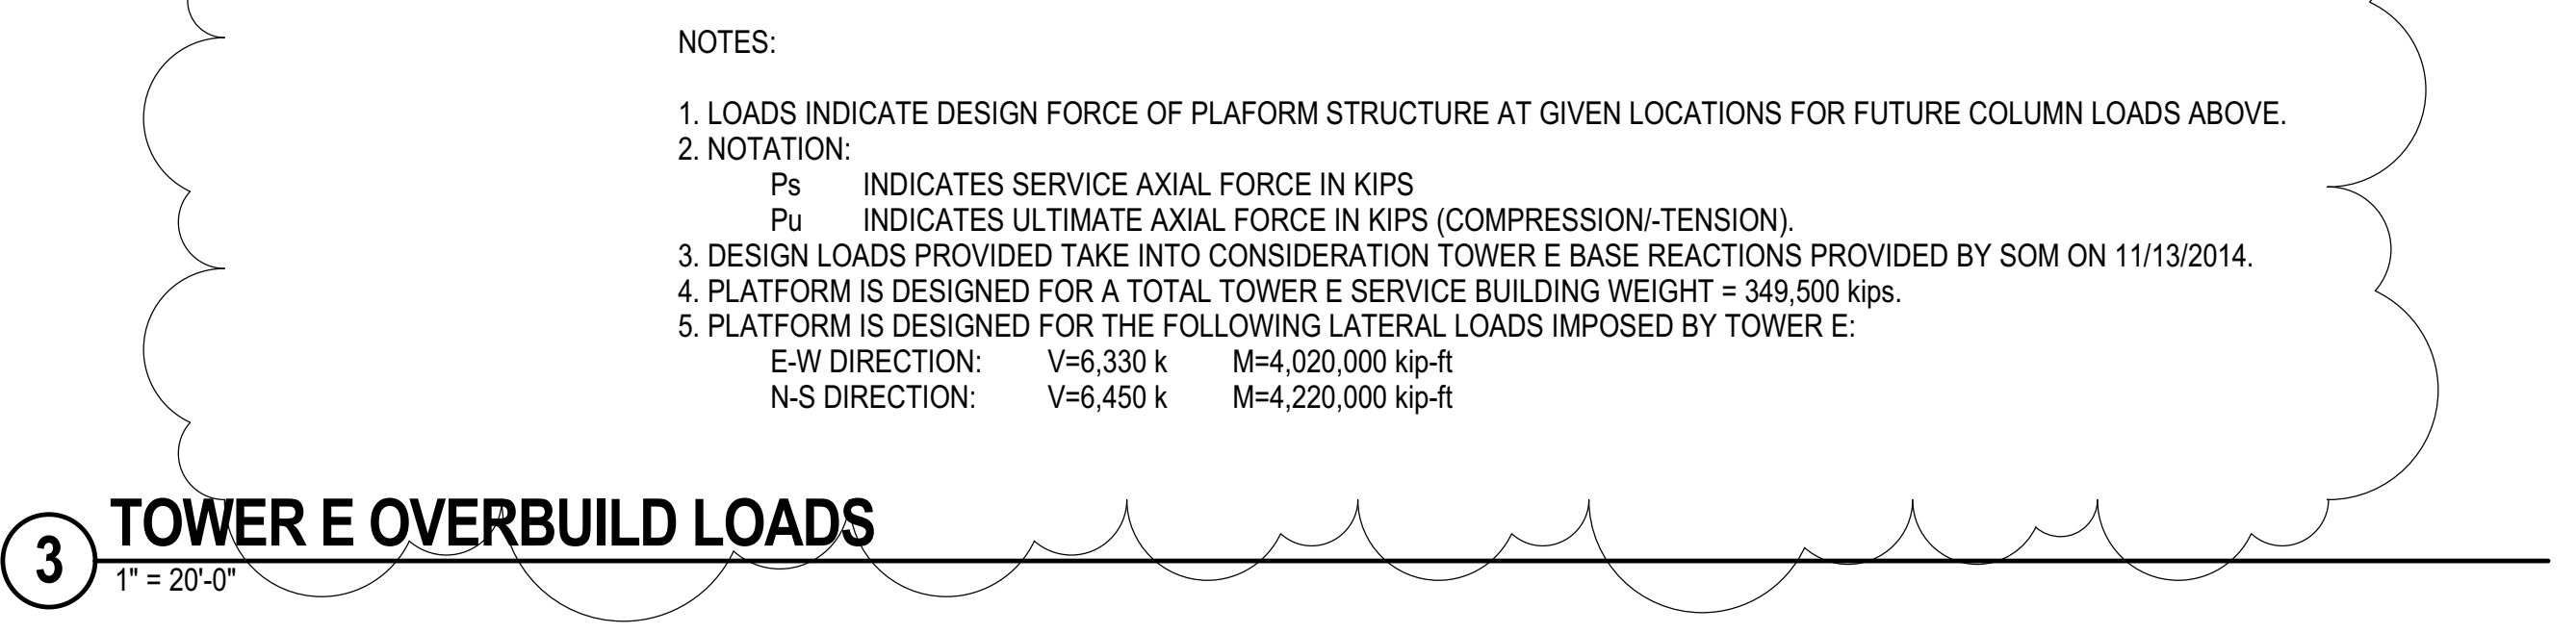 NOTES:
1. LOADS INDICATE DESIGN FORCE OF PLAFORM STRUCTURE AT GIVEN LOCATIONS FOR FUTURE COLUMN LOADS ABOVE.
2. NOTATION:
Ps INDICATES SERVICE AXIAL FORCE IN KIPS
Pu INDICATES ULTIMATE AXIAL FORCE IN KIPS (COMPRESSION/-TENSION).
3. DESIGN LOADS PROVIDED TAKE INTO CONSIDERATION TOWER E BASE REACTIONS PROVIDED BY SOM ON 11/13/2014.
4. PLATFORM IS DESIGNED FOR A TOTAL TOWER E SERVICE BUILDING WEIGHT = 349,500 kips.
5. PLATFORM IS DESIGNED FOR THE FOLLOWING LATERAL LOADS IMPOSED BY TOWER E:
E-W DIRECTION: V=6,330 k M=4,020,000 kip-ft
N-S DIRECTION: V=6,450 k M=4,220,000 kip-ft
3 TOWER E OVERBUILD LOADS
1" = 20'-0"